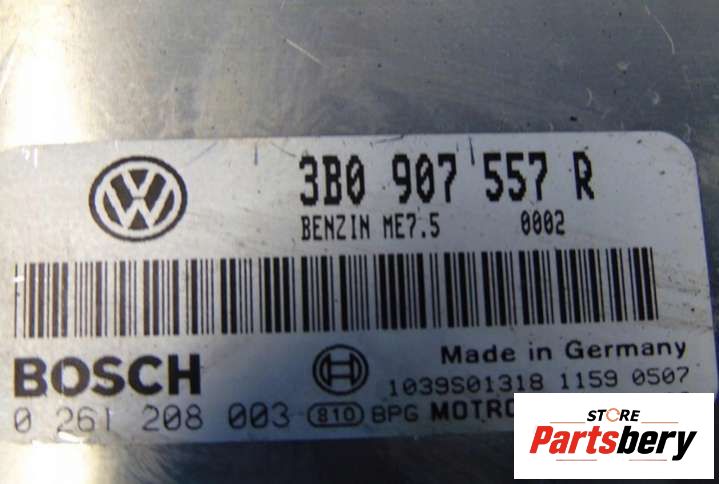 3B0 907 557 R
BENZIN ME7.5 0002
BOSCH
Made in Germany
1039S01318 1159 0507
0 261 208 003 810 BPG
STORE
Partsbery